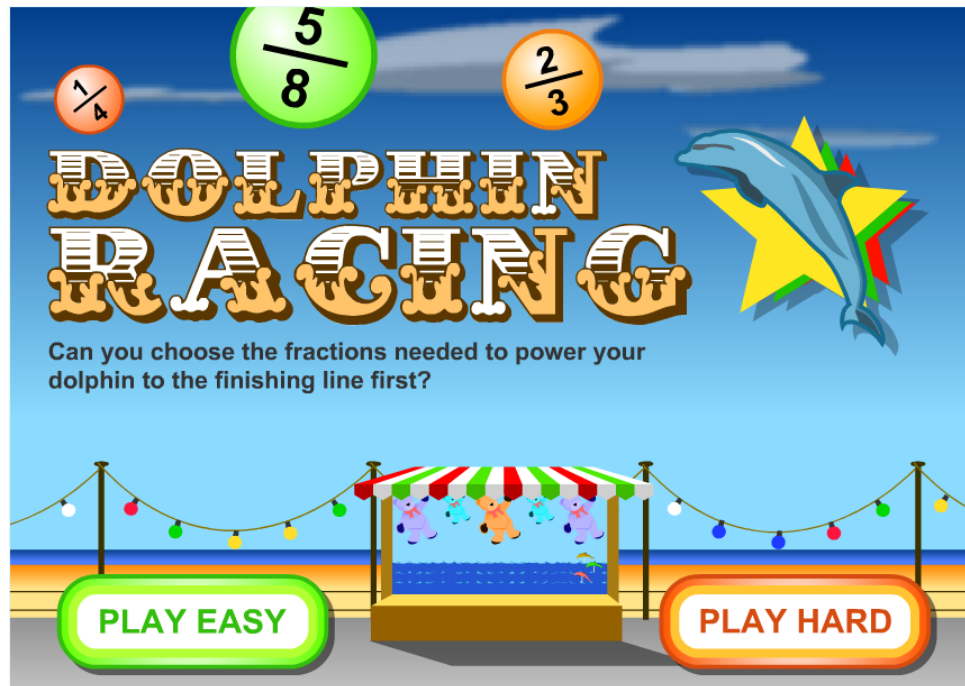 1/4
5/8
2/3
DOLPHIN
RACING
Can you choose the fractions needed to power your
dolphin to the finishing line first?
PLAY EASY
PLAY HARD